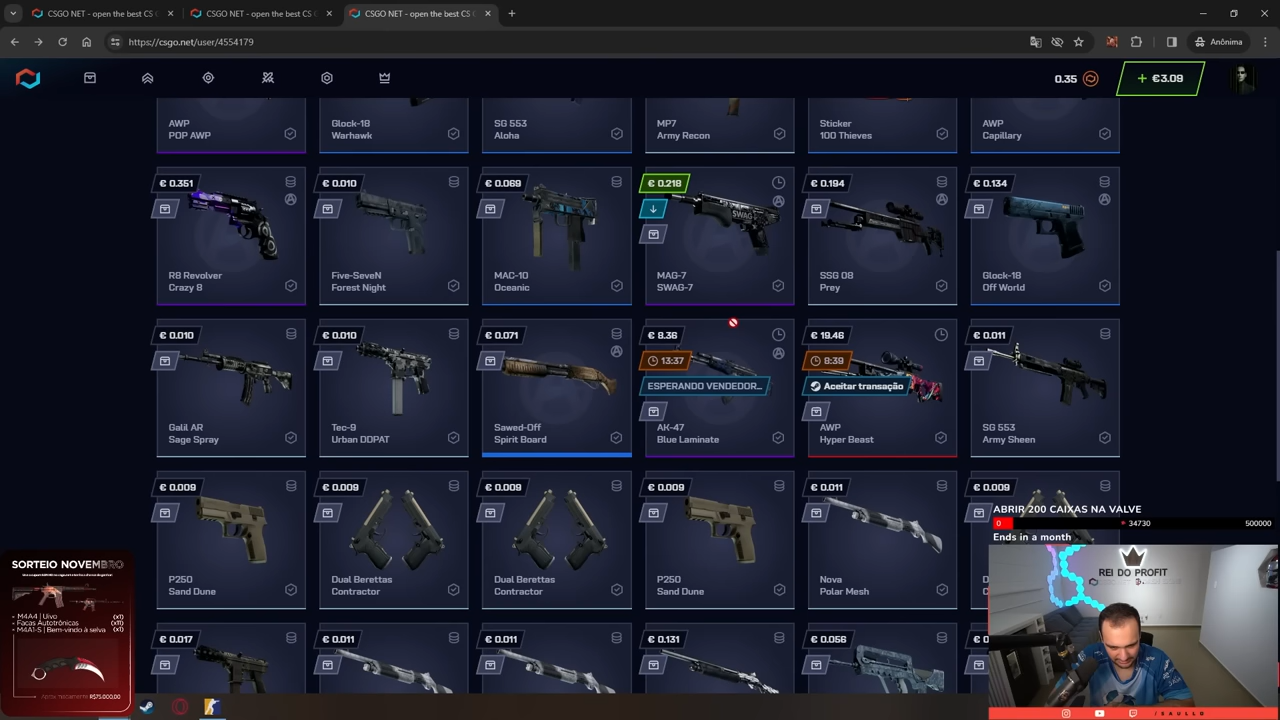 CSGO NET - open the best CS
CSGO NET - open the best CS
CSGO NET - open the best CS
https://csgo.net/user/4554179
Anônima
0.35
+ €3.09
AWP
POP AWP
Glock-18
Warhawk
SG 553
Aloha
MP7
Army Recon
Sticker
100 Thieves
AWP
Capillary
€ 0.351
R8 Revolver
Crazy 8
€ 0.010
Five-SeveN
Forest Night
€ 0.069
MAC-10
Oceanic
€ 0.218
SWAG
MAG-7
SWAG-7
€ 0.194
SSG 08
Prey
€ 0.134
Glock-18
Off World
€ 0.010
Galil AR
Sage Spray
€ 0.010
Tec-9
Urban DDPAT
€ 0.071
Sawed-Off
Spirit Board
€ 8.36
13:37
ESPERANDO VENDEDOR...
AK-47
Blue Laminate
€ 19.46
8:39
Aceitar transação
AWP
Hyper Beast
€ 0.011
SG 553
Army Sheen
€ 0.009
P250
Sand Dune
€ 0.009
Dual Berettas
Contractor
€ 0.009
Dual Berettas
Contractor
€ 0.009
P250
Sand Dune
€ 0.011
Nova
Polar Mesh
€ 0.009
€ 0.017
€ 0.011
€ 0.011
€ 0.131
€ 0.056
ABRIR 200 CAIXAS NA VALVE
0
34730
500000
Ends in a month
REI DO PROFIT
/SAULLO
SORTEIO NOVEMBRO
- M4A4 | Uivo (x1)
- Facas Autotrônicas (x11)
- M4A1-S | Bem-vindo à selva (x1)
R$75.000,00